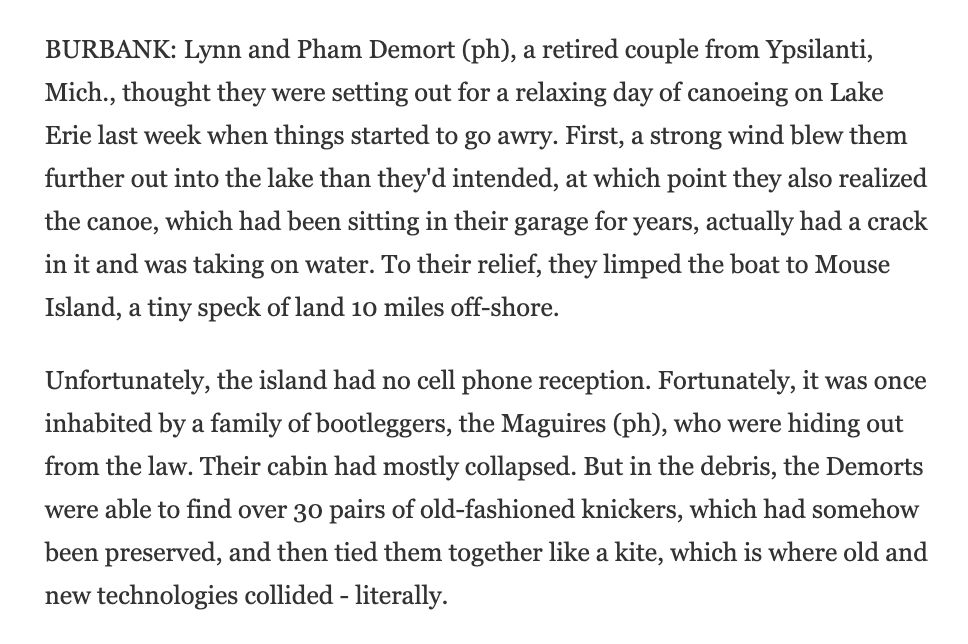 BURBANK: Lynn and Pham Demort (ph), a retired couple from Ypsilanti,
Mich., thought they were setting out for a relaxing day of canoeing on Lake
Erie last week when things started to go awry. First, a strong wind blew them
further out into the lake than they'd intended, at which point they also realized
the canoe, which had been sitting in their garage for years, actually had a crack
in it and was taking on water. To their relief, they limped the boat to Mouse
Island, a tiny speck of land 10 miles off-shore.
Unfortunately, the island had no cell phone reception. Fortunately, it was once
inhabited by a family of bootleggers, the Maguires (ph), who were hiding out
from the law. Their cabin had mostly collapsed. But in the debris, the Demorts
were able to find over 30 pairs of old-fashioned knickers, which had somehow
been preserved, and then tied them together like a kite, which is where old and
new technologies collided - literally.